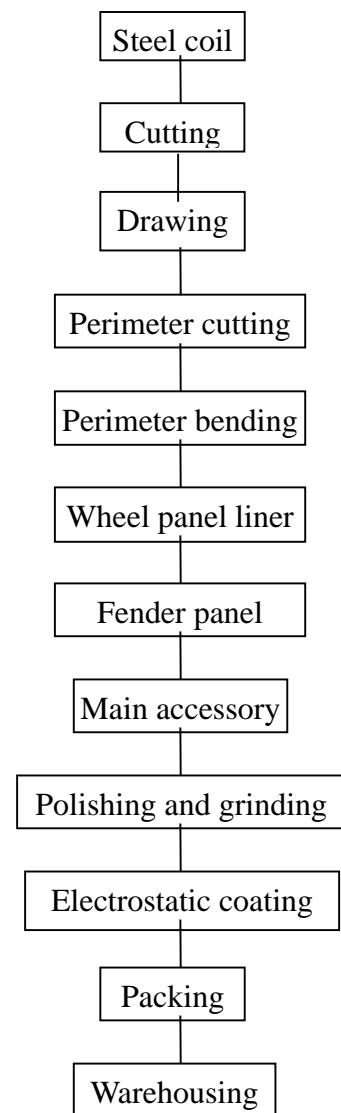 Steel coil
Cutting
Drawing
Perimeter cutting
Perimeter bending
Wheel panel liner
Fender panel
Main accessory
Polishing and grinding
Electrostatic coating
Packing
Warehousing